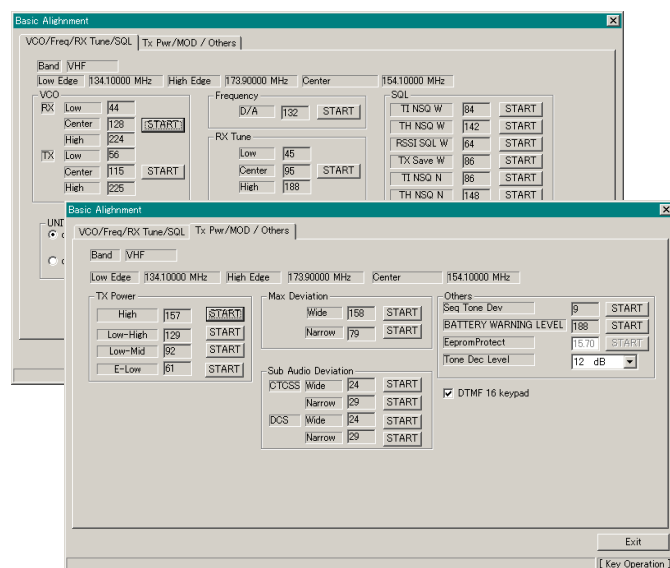 Basic Alighnment
VCO/Freq/RX Tune/SQL Tx Pwr/MOD / Others
Band VHF
Low Edge 134.10000 MHz High Edge 173.90000 MHz Center 154.10000 MHz
VCO
RX Low 44
Center 128 START
High 224
TX Low 56
Center 115 START
High 225
Frequency
D/A 132 START
RX Tune
Low 45
Center 95 START
High 188
SQL
TI NSQ W 84 START
TH NSQ W 142 START
RSSI SQL W 64 START
TX Save W 86 START
TI NSQ N 86 START
TH NSQ N 148 START
UNI
Basic Alighnment
VCO/Freq/RX Tune/SQL Tx Pwr/MOD / Others
Band VHF
Low Edge 134.10000 MHz High Edge 173.90000 MHz Center 154.10000 MHz
TX Power
High 157 START
Low-High 129 START
Low-Mid 92 START
E-Low 61 START
Max Deviation
Wide 158 START
Narrow 79 START
Sub Audio Deviation
CTCSS Wide 24 START
Narrow 29 START
DCS Wide 24 START
Narrow 29 START
Others
Seq Tone Dev 9 START
BATTERY WARNING LEVEL 188 START
EepromProtect 15.70 START
Tone Dec Level 12 dB
DTMF 16 keypad
Exit
[ Key Operation ]